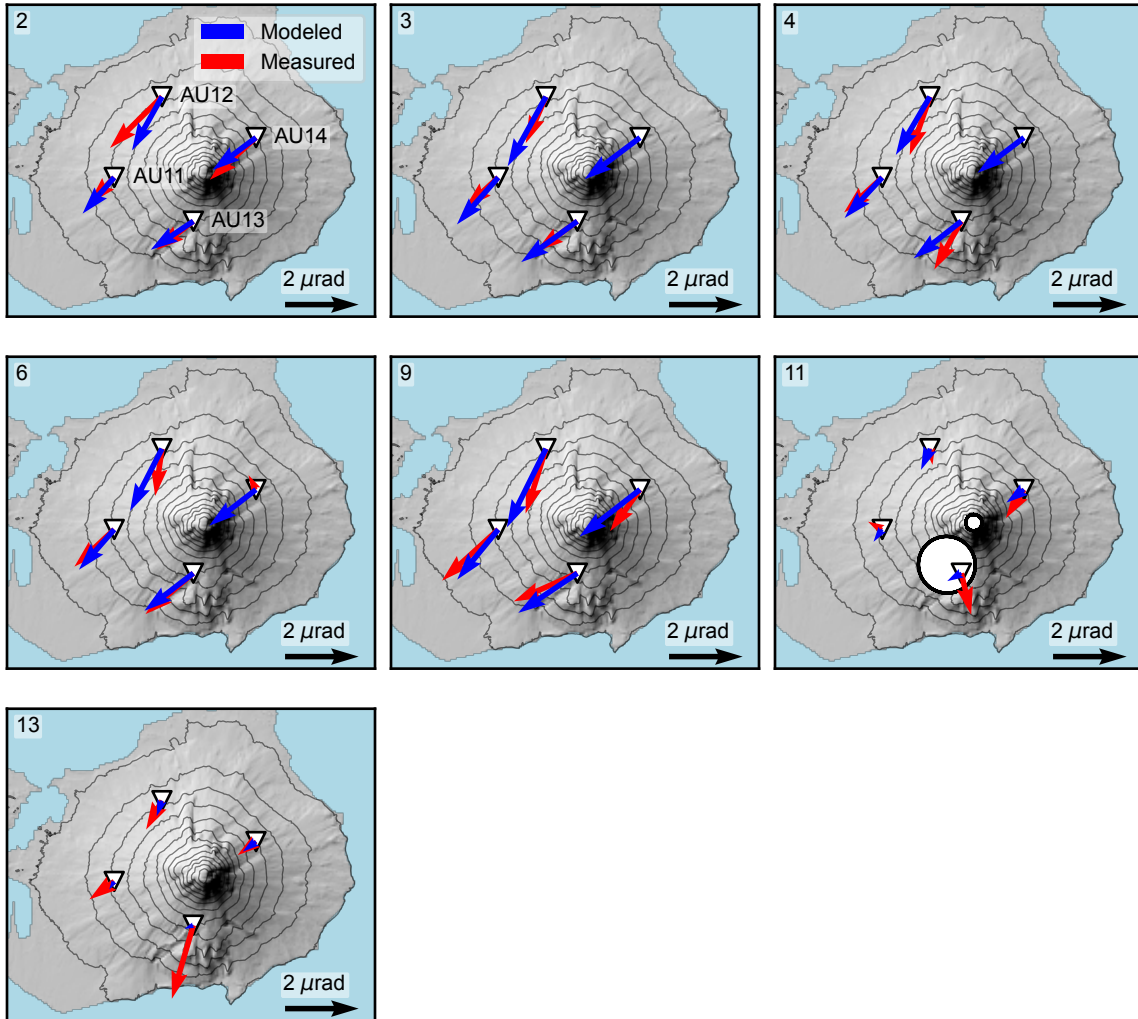 2
Modeled
Measured
AU12
AU14
AU11
AU13
2 μrad
3
2 μrad
4
2 μrad
6
2 μrad
9
2 μrad
11
2 μrad
13
2 μrad